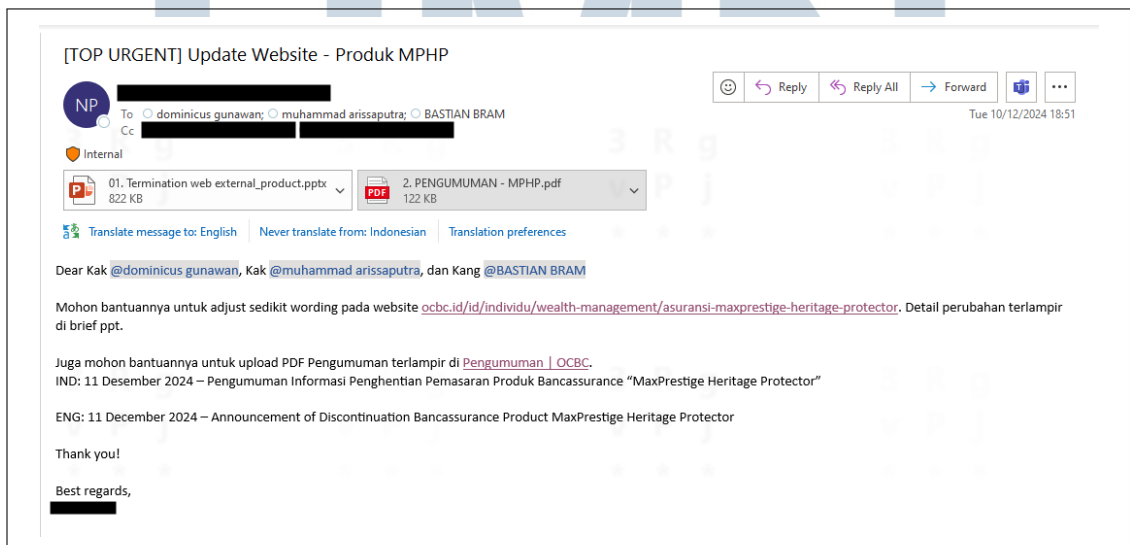 [TOP URGENT] Update Website - Produk MPHP
NP
Reply
Reply All
Forward
To dominicus gunawan; muhammad arissaputra; BASTIAN BRAM
Tue 10/12/2024 18:51
Cc
Internal
01. Termination web external_product.pptx
822 KB
PDF
2. PENGUMUMAN - MPHP.pdf
122 KB
Translate message to: English
Never translate from: Indonesian
Translation preferences
Dear Kak @dominicus gunawan, Kak @muhammad arissaputra, dan Kang @BASTIAN BRAM
Mohon bantuannya untuk adjust sedikit wording pada website ocbc.id/id/individu/wealth-management/asuransi-maxprestige-heritage-protector. Detail perubahan terlampir
di brief ppt.
Juga mohon bantuannya untuk upload PDF Pengumuman terlampir di Pengumuman | OCBC.
IND: 11 Desember 2024 – Pengumuman Informasi Penghentian Pemasaran Produk Bancassurance “MaxPrestige Heritage Protector”
ENG: 11 December 2024 – Announcement of Discontinuation Bancassurance Product MaxPrestige Heritage Protector
Thank you!
Best regards,